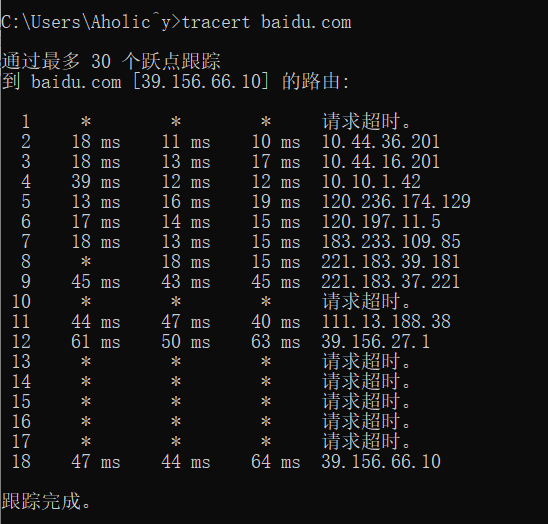 C:\Users\Aholic^y>tracert baidu.com
通过最多 30 个跃点跟踪
到 baidu.com [39.156.66.10] 的路由:
1 * * * 请求超时。
2 18 ms 11 ms 10 ms 10.44.36.201
3 18 ms 13 ms 17 ms 10.44.16.201
4 39 ms 12 ms 12 ms 10.10.1.42
5 13 ms 16 ms 19 ms 120.236.174.129
6 17 ms 14 ms 15 ms 120.197.11.5
7 18 ms 13 ms 15 ms 183.233.109.85
8 * 18 ms 15 ms 221.183.39.181
9 45 ms 43 ms 45 ms 221.183.37.221
10 * * * 请求超时。
11 44 ms 47 ms 40 ms 111.13.188.38
12 61 ms 50 ms 63 ms 39.156.27.1
13 * * * 请求超时。
14 * * * 请求超时。
15 * * * 请求超时。
16 * * * 请求超时。
17 * * * 请求超时。
18 47 ms 44 ms 64 ms 39.156.66.10
跟踪完成。